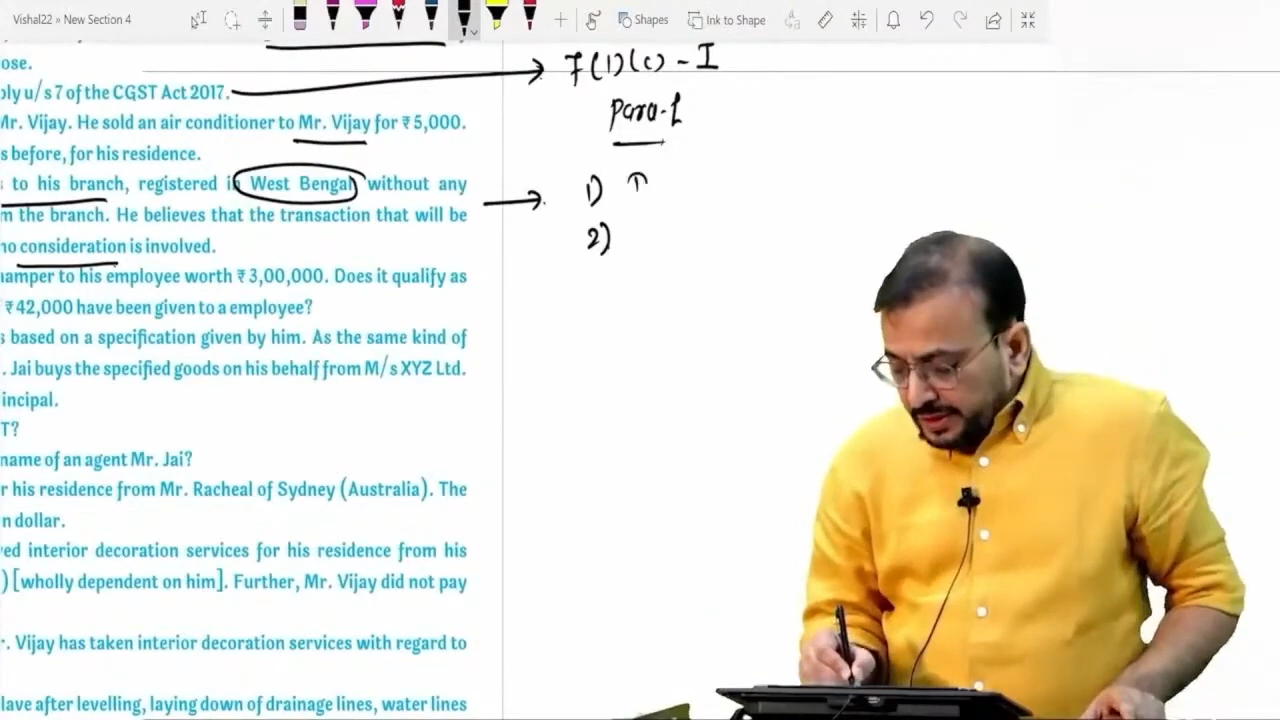 Vishal22 » New Section 4
Shapes
Ink to Shape
ose.
ply u/s 7 of the CGST Act 2017.
Mr. Vijay. He sold an air conditioner to Mr. Vijay for ₹ 5,000.
s before, for his residence.
s to his branch, registered in West Bengal without any
m the branch. He believes that the transaction that will be
no consideration is involved.
hamper to his employee worth ₹ 3,00,000. Does it qualify as
₹ 42,000 have been given to a employee?
s based on a specification given by him. As the same kind of
. Jai buys the specified goods on his behalf from M/s XYZ Ltd.
incipal.
T?
name of an agent Mr. Jai?
r his residence from Mr. Racheal of Sydney (Australia). The
n dollar.
ved interior decoration services for his residence from his
) [wholly dependent on him]. Further, Mr. Vijay did not pay
r. Vijay has taken interior decoration services with regard to
lave after levelling, laying down of drainage lines, water lines
7(1)(c) - I
Para-1
1)
2)